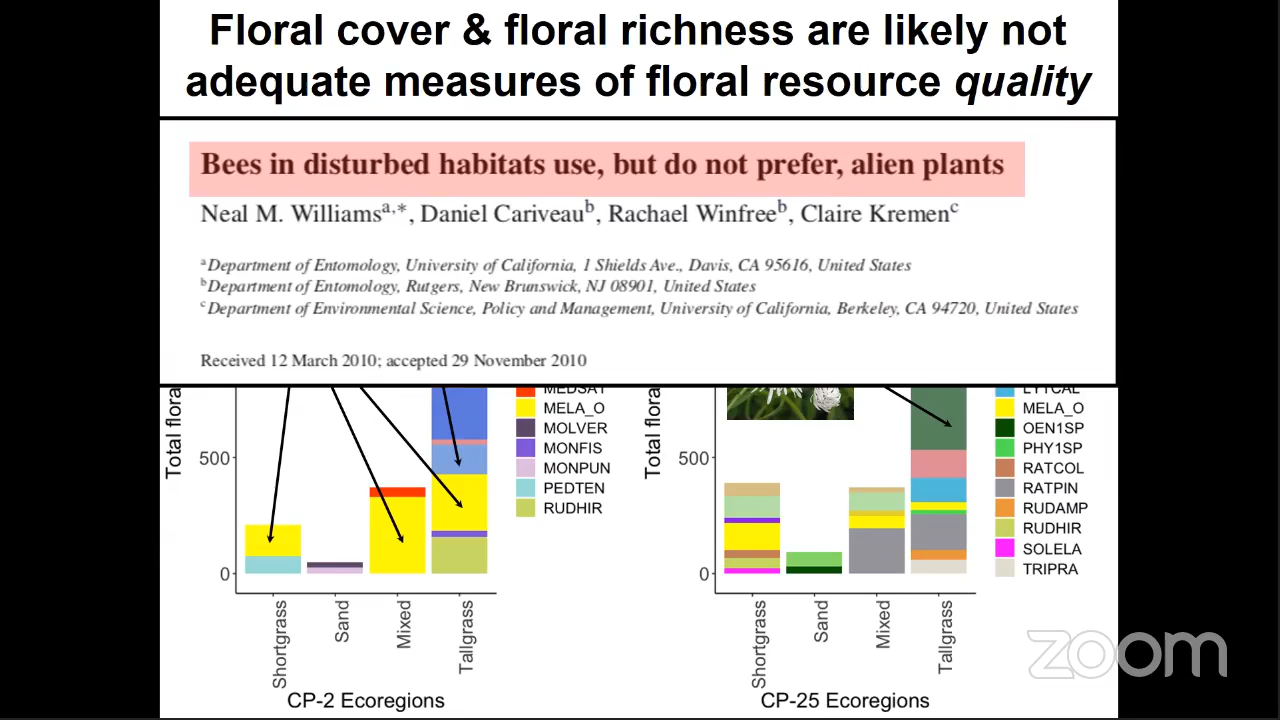 Floral cover & floral richness are likely not
adequate measures of floral resource quality
Bees in disturbed habitats use, but do not prefer, alien plants
Neal M. Williamsa,*, Daniel Cariveaub, Rachael Winfreeb, Claire Kremenc
a Department of Entomology, University of California, 1 Shields Ave., Davis, CA 95616, United States
b Department of Entomology, Rutgers, New Brunswick, NJ 08901, United States
c Department of Environmental Science, Policy and Management, University of California, Berkeley, CA 94720, United States
Received 12 March 2010; accepted 29 November 2010
Total flora
500
0
MEDSAT
MELA_O
MOLVER
MONFIS
MONPUN
PEDTEN
RUDHIR
Shortgrass
Sand
Mixed
Tallgrass
CP-2 Ecoregions
Total flora
500
0
LYTCAL
MELA_O
OEN1SP
PHY1SP
RATCOL
RATPIN
RUDAMP
RUDHIR
SOLELA
TRIPRA
Shortgrass
Sand
Mixed
Tallgrass
CP-25 Ecoregions
zoom